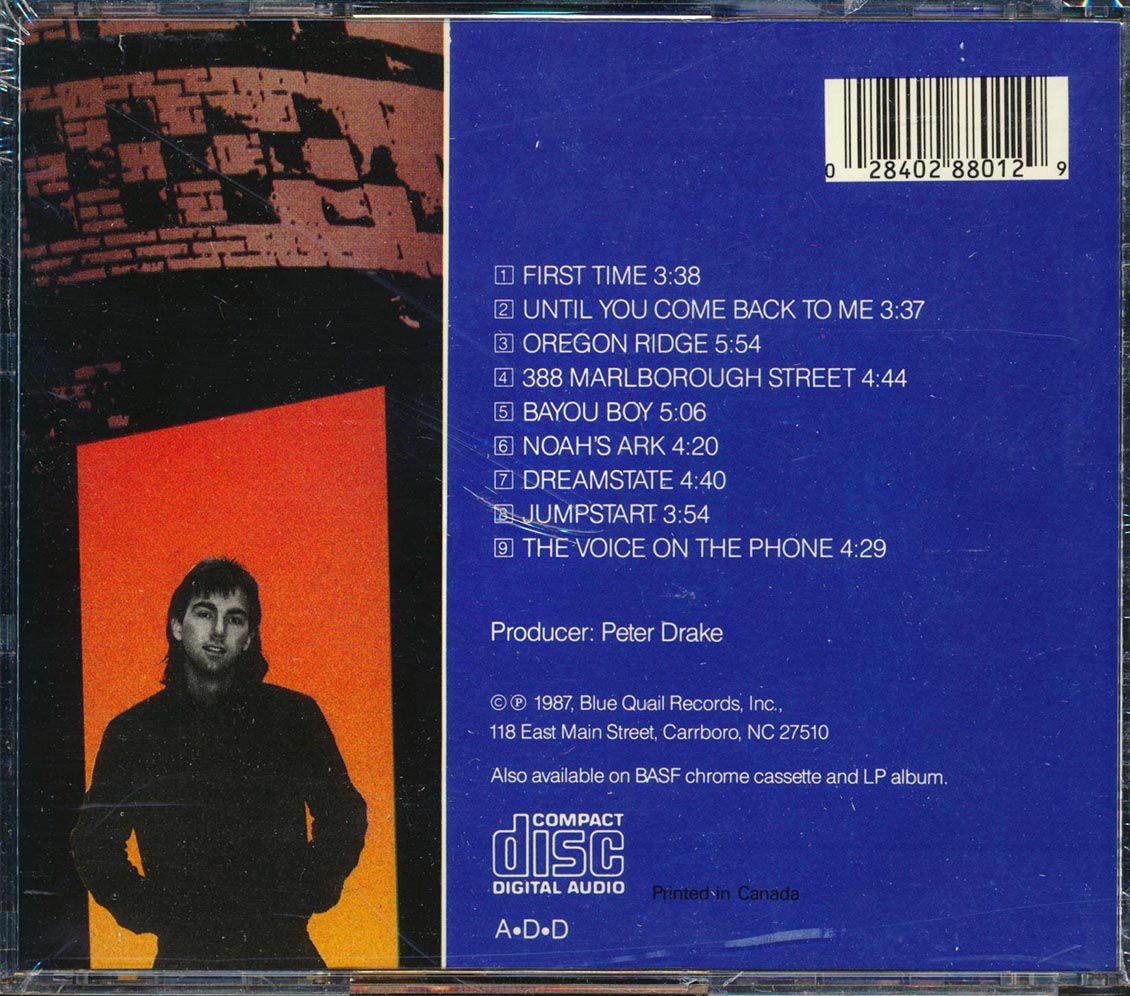 0 28402 88012 9
1 FIRST TIME 3:38
2 UNTIL YOU COME BACK TO ME 3:37
3 OREGON RIDGE 5:54
4 388 MARLBOROUGH STREET 4:44
5 BAYOU BOY 5:06
6 NOAH'S ARK 4:20
7 DREAMSTATE 4:40
8 JUMPSTART 3:54
9 THE VOICE ON THE PHONE 4:29
Producer: Peter Drake
© ℗ 1987, Blue Quail Records, Inc.,
118 East Main Street, Carrboro, NC 27510
Also available on BASF chrome cassette and LP album.
COMPACT
disc
DIGITAL AUDIO
Printed in Canada
A•D•D